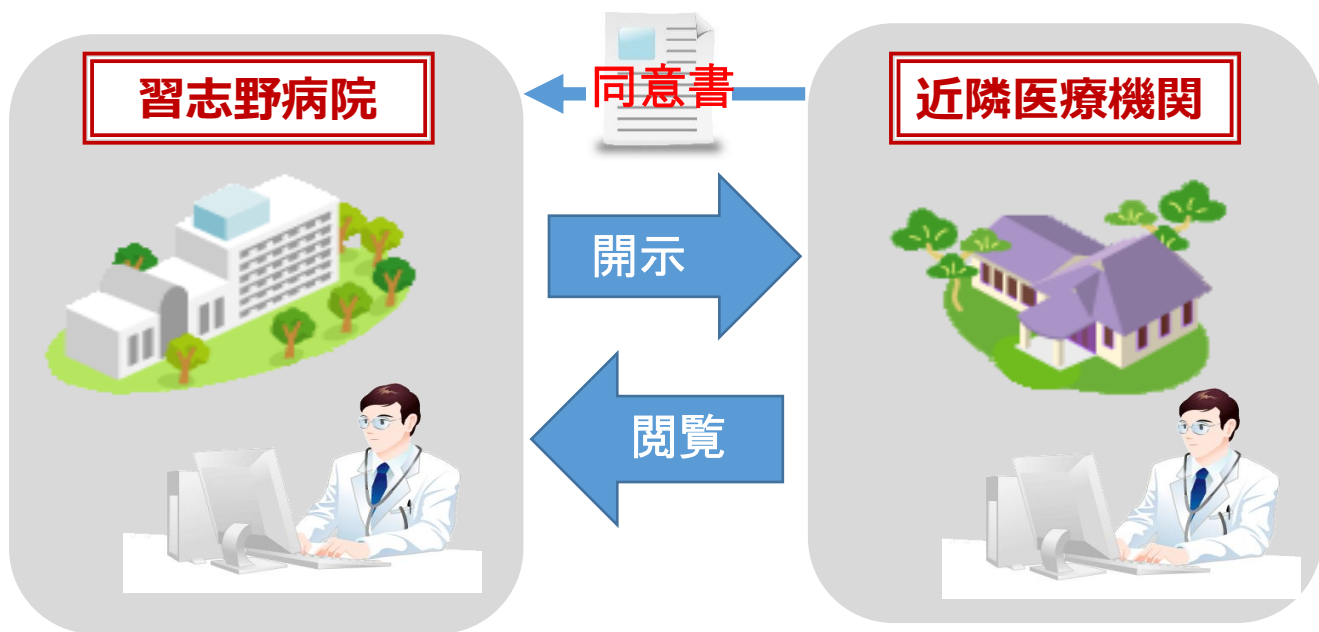 習志野病院
同意書
近隣医療機関
開示
閲覧